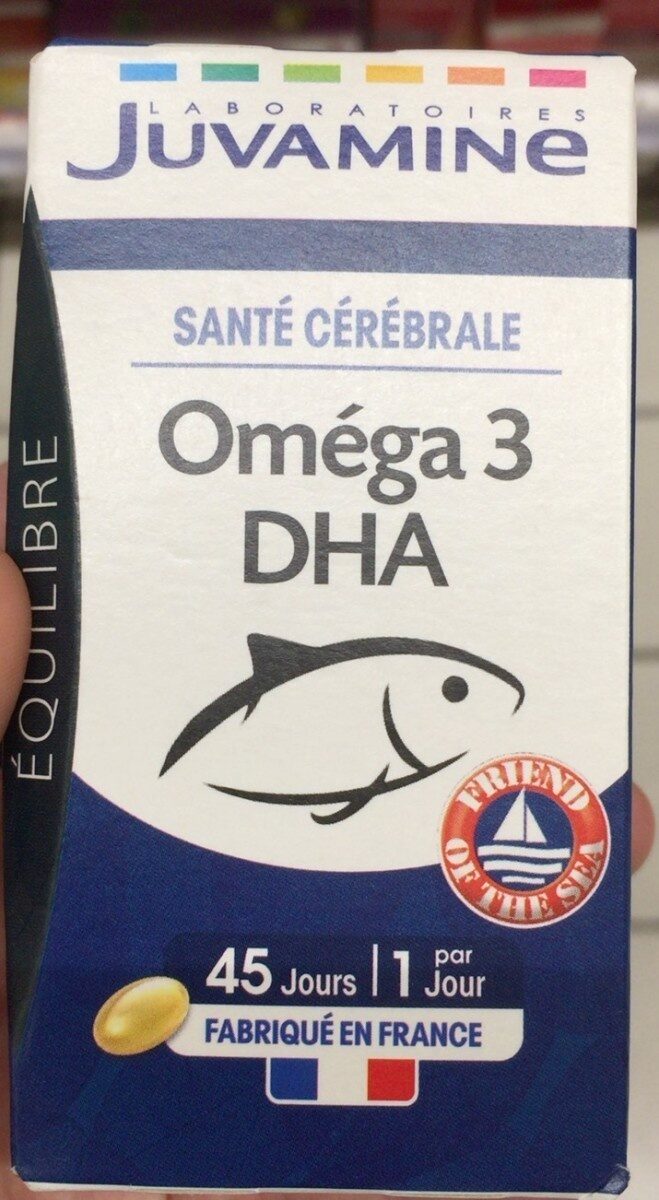 LABORATOIRES
JUVAMINe
SANTÉ CÉRÉBRALE
Oméga 3
DHA
ÉQUILIBRE
FRIEND
OF THE SEA
45 Jours | 1 par Jour
FABRIQUÉ EN FRANCE